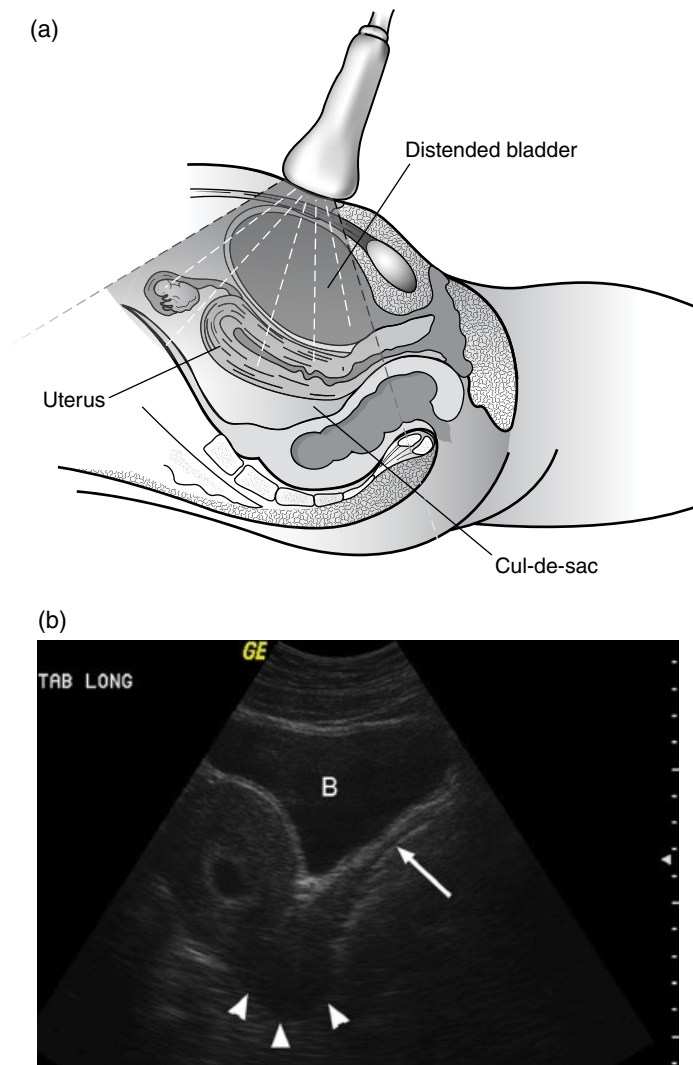 (a)
Distended bladder
Uterus
Cul-de-sac
(b)
GE
TAB LONG
B